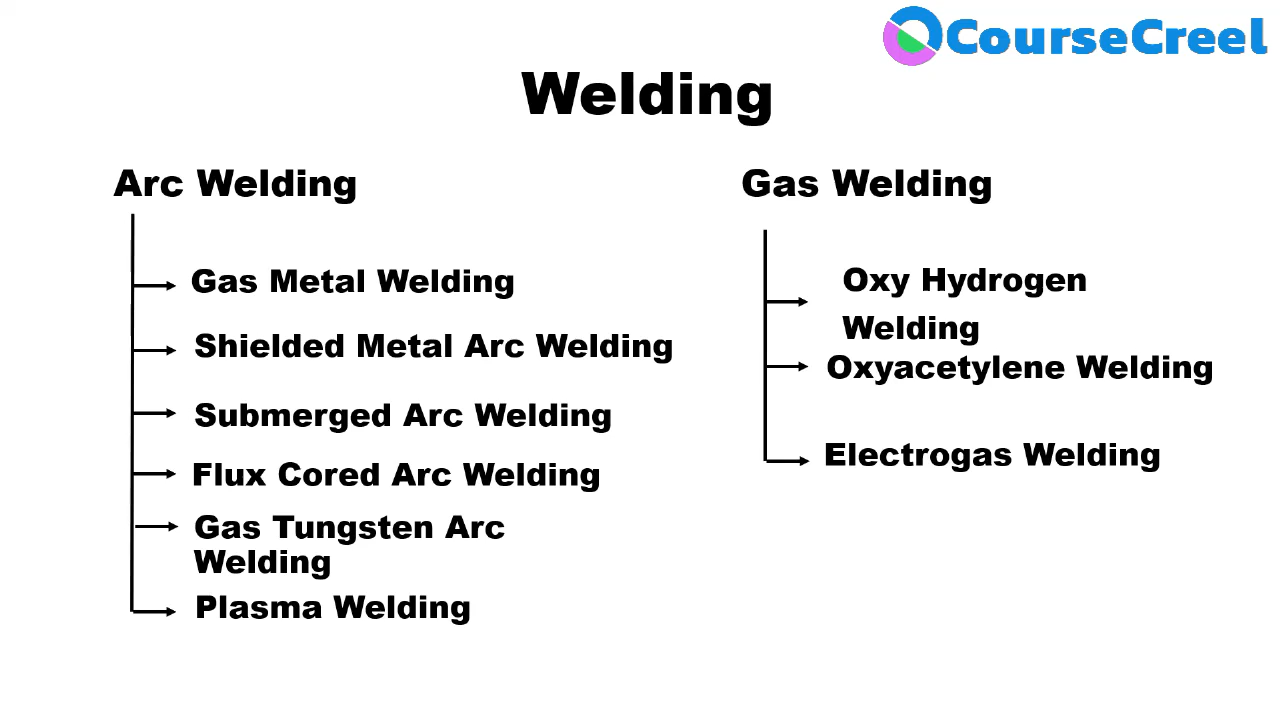 CourseCreel
Welding
Arc Welding
Gas Metal Welding
Shielded Metal Arc Welding
Submerged Arc Welding
Flux Cored Arc Welding
Gas Tungsten Arc
Welding
Plasma Welding
Gas Welding
Oxy Hydrogen
Welding
Oxyacetylene Welding
Electrogas Welding